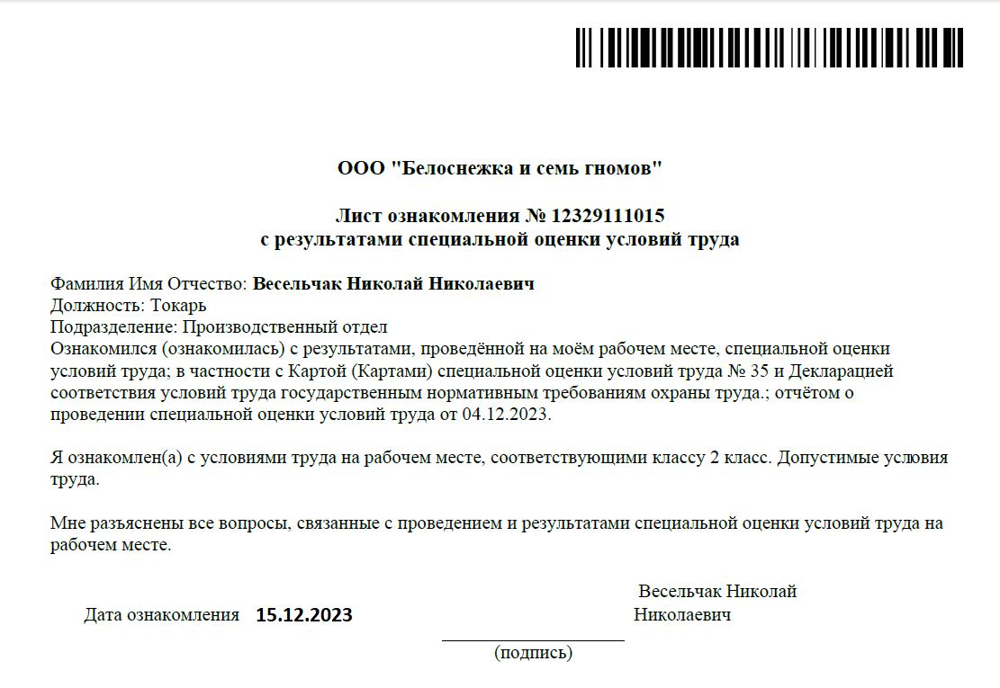 ООО "Белоснежка и семь гномов"
Лист ознакомления № 12329111015
с результатами специальной оценки условий труда
Фамилия Имя Отчество: Весельчак Николай Николаевич
Должность: Токарь
Подразделение: Производственный отдел
Ознакомился (ознакомилась) с результатами, проведённой на моём рабочем месте, специальной оценки
условий труда; в частности с Картой (Картами) специальной оценки условий труда № 35 и Декларацией
соответствия условий труда государственным нормативным требованиям охраны труда.; отчётом о
проведении специальной оценки условий труда от 04.12.2023.
Я ознакомлен(а) с условиями труда на рабочем месте, соответствующими классу 2 класс. Допустимые условия
труда.
Мне разъяснены все вопросы, связанные с проведением и результатами специальной оценки условий труда на
рабочем месте.
Весельчак Николай
Дата ознакомления 15.12.2023 Николаевич
(подпись)